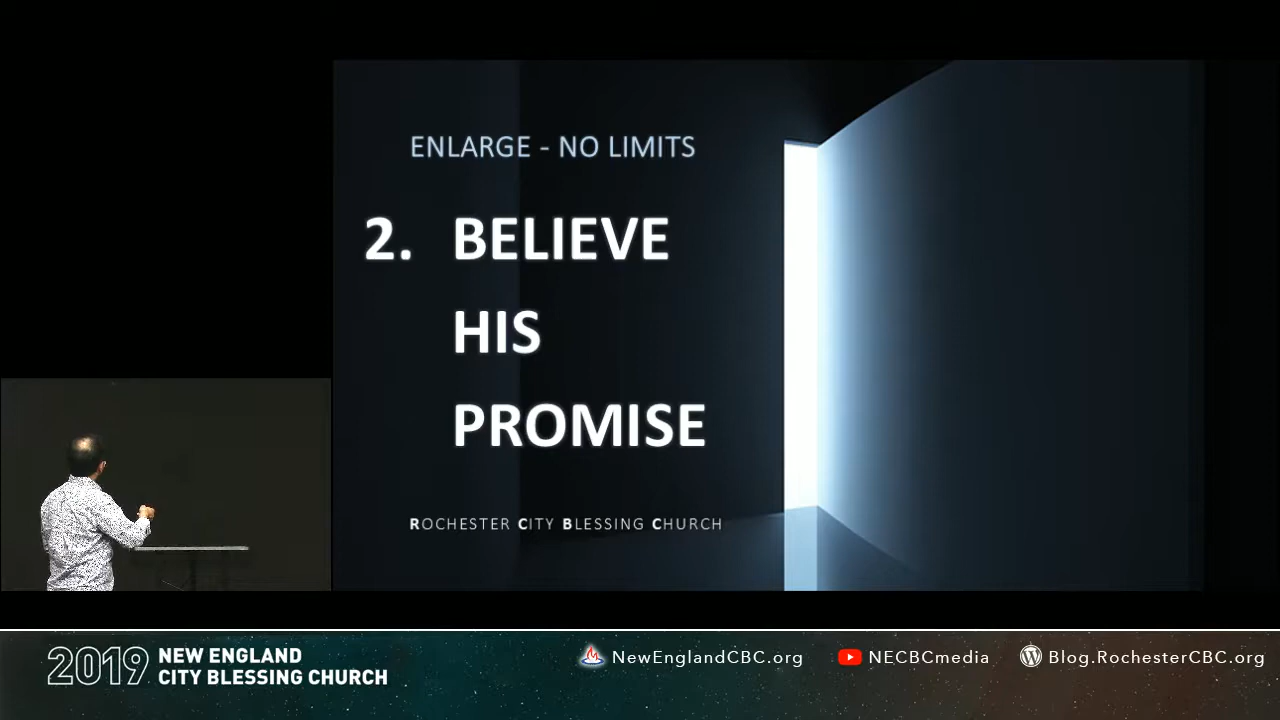 ENLARGE - NO LIMITS
2. BELIEVE
HIS
PROMISE
ROCHESTER CITY BLESSING CHURCH
2019 NEW ENGLAND
CITY BLESSING CHURCH
NewEnglandCBC.org
NECBCmedia
Blog.RochesterCBC.org